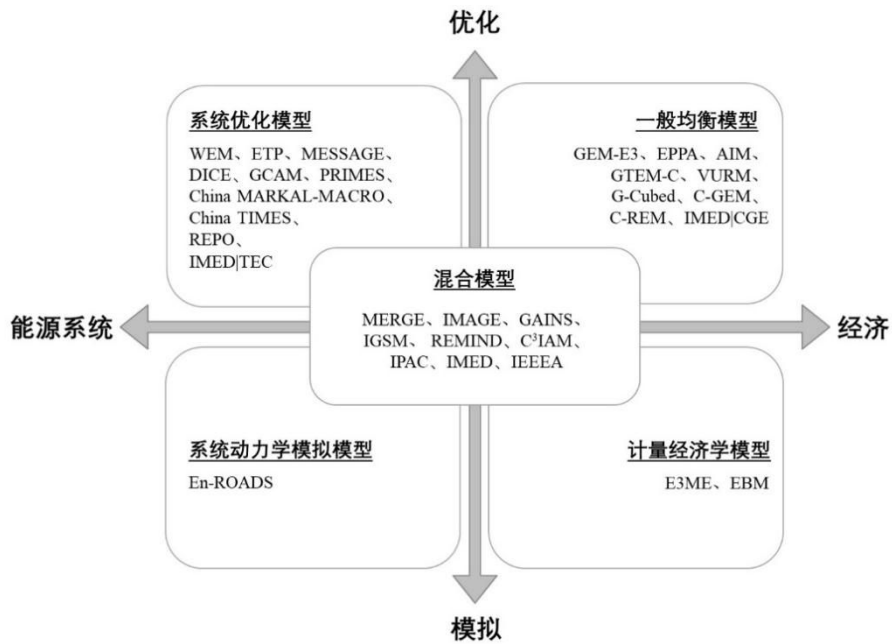 优化
系统优化模型
WEM、ETP、MESSAGE、
DICE、GCAM、PRIMES、
China MARKAL-MACRO、
China TIMES、
REPO、
IMED|TEC
一般均衡模型
GEM-E3、EPPA、AIM、
GTEM-C、VURM、
G-Cubed、C-GEM、
C-REM、IMED|CGE
能源系统
混合模型
MERGE、IMAGE、GAINS、
IGSM、 REMIND、C³IAM、
IPAC、IMED、IEEEA
经济
系统动力学模拟模型
En-ROADS
计量经济学模型
E3ME、EBM
模拟